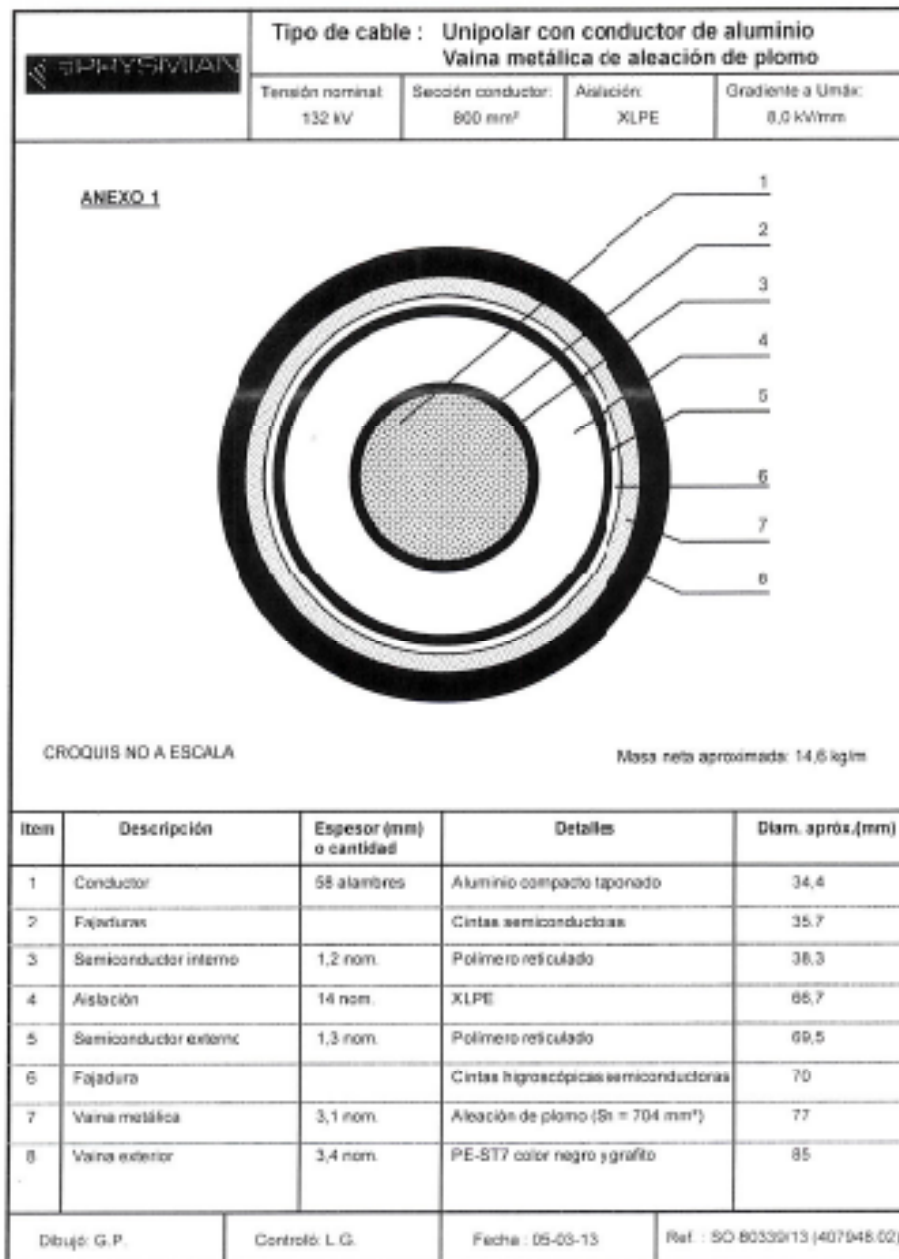 PRYSMIAN
Tipo de cable : Unipolar con conductor de aluminio
Vaina metálica de aleación de plomo
Tensión nominal:
132 kV
Sección conductor:
800 mm²
Aislación:
XLPE
Gradiente a Umáx:
8,0 kV/mm
ANEXO 1
1
2
3
4
5
6
7
8
CROQUIS NO A ESCALA
Masa neta aproximada: 14,6 kg/m
Item Descripción Espesor (mm) o cantidad Detalles Diam. apróx.(mm)
1 Conductor 58 alambres Aluminio compacto taponado 34,4
2 Fajaduras Cintas semiconductoras 35.7
3 Semiconductor interno 1,2 nom. Polímero reticulado 38,3
4 Aislación 14 nom. XLPE 66,7
5 Semiconductor externo 1,3 nom. Polímero reticulado 69,5
6 Fajadura Cintas higroscópicas semiconductoras 70
7 Vaina metálica 3,1 nom. Aleación de plomo (Sn = 704 mm²) 77
8 Vaina exterior 3,4 nom. PE-ST7 color negro y grafito 85
Dibujó: G.P. Controló: L.G. Fecha : 05-03-13 Ref. : SO 80339/13 (407948.02)